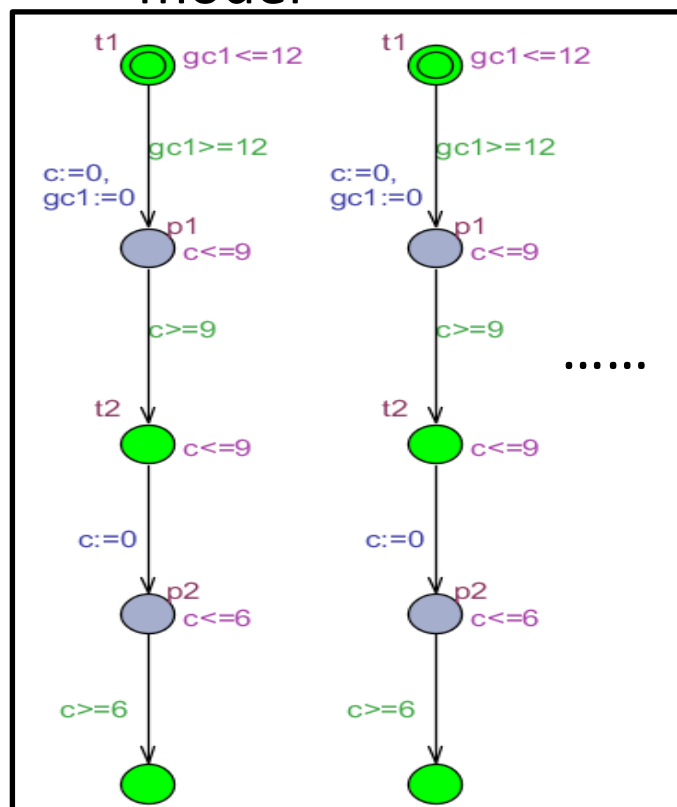 model
t1
gc1<=12
gc1>=12
c:=0,
gc1:=0
p1
c<=9
c>=9
t2
c<=9
c:=0
p2
c<=6
c>=6
t1
gc1<=12
gc1>=12
c:=0,
gc1:=0
p1
c<=9
c>=9
t2
c<=9
c:=0
p2
c<=6
c>=6
......